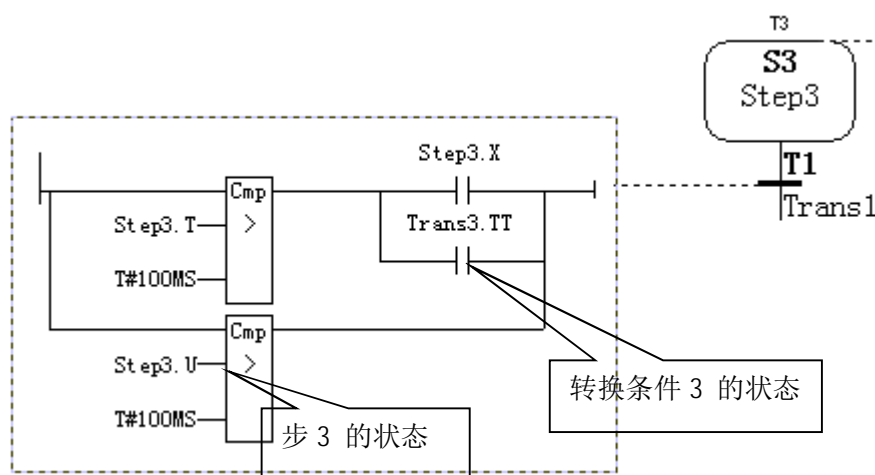 T3
S3
Step3
T1
Trans1
Step3.X
Cmp
Step3.T
>
Trans3.TT
T#100MS
Cmp
Step3.U
>
T#100MS
转换条件 3 的状态
步 3 的状态